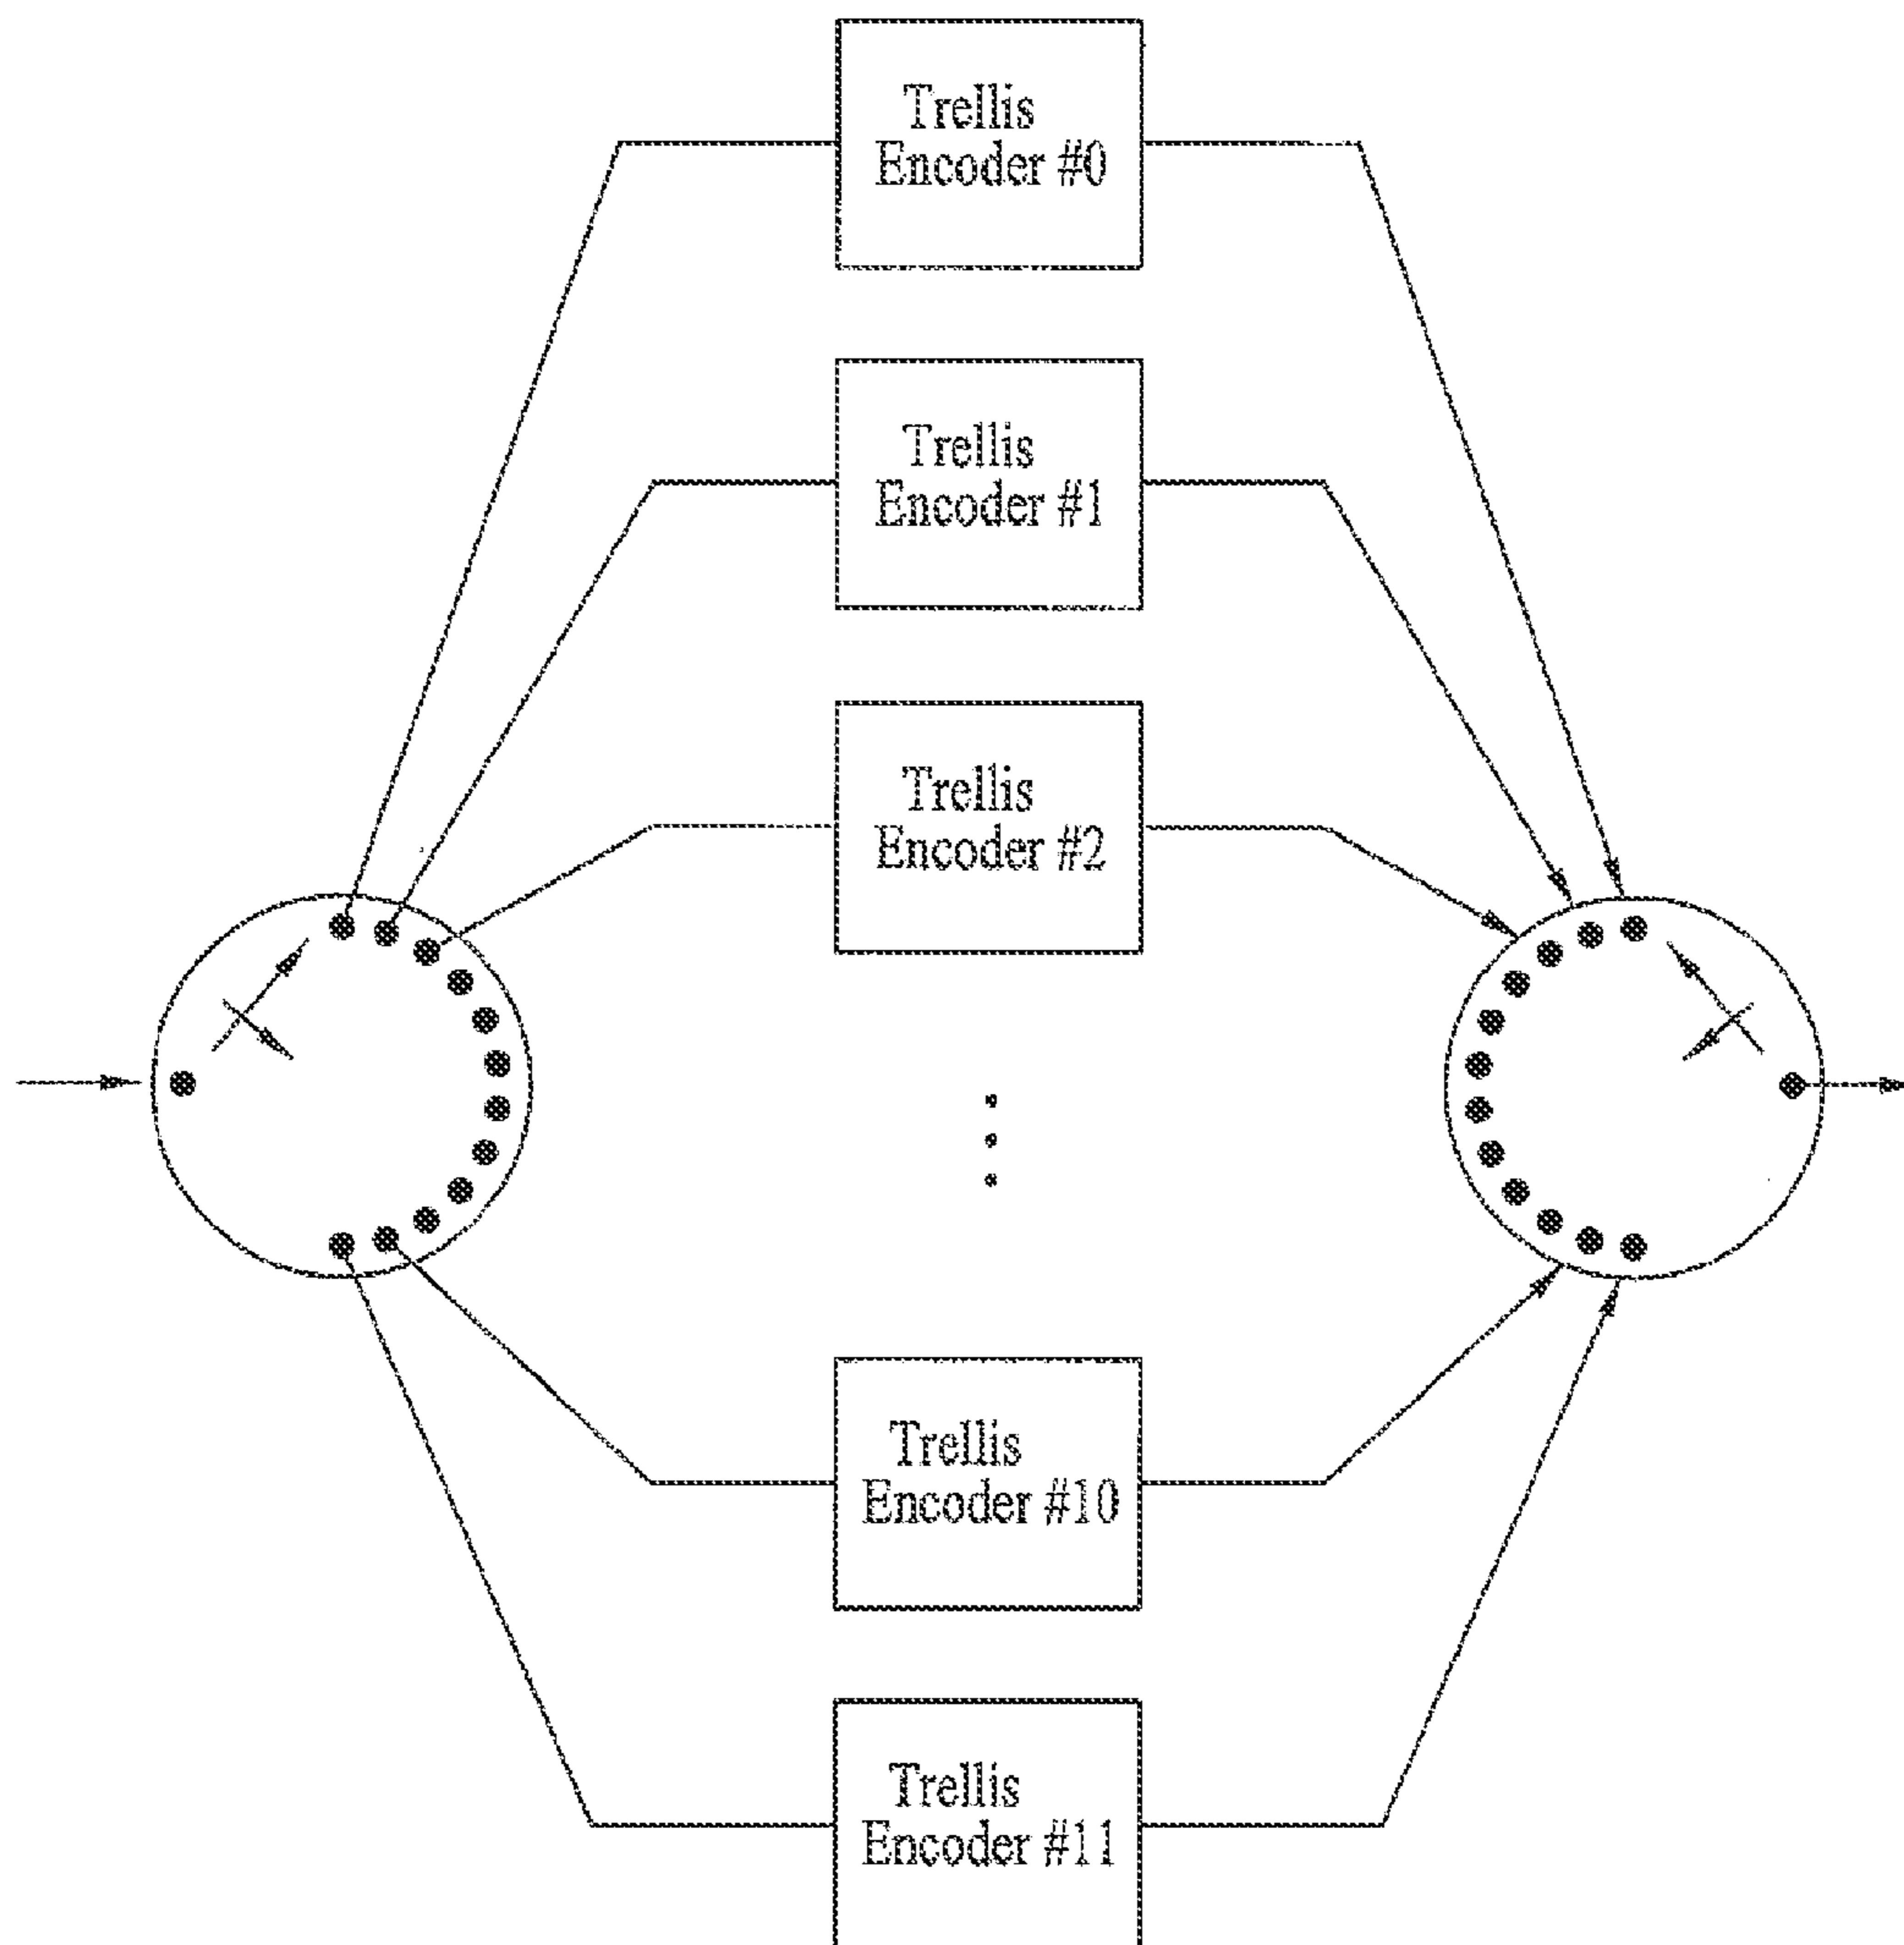 Trellis
Encoder #0
Trellis
Encoder #1
Trellis
Encoder #2
Trellis
Encoder #10
Trellis
Encoder #11